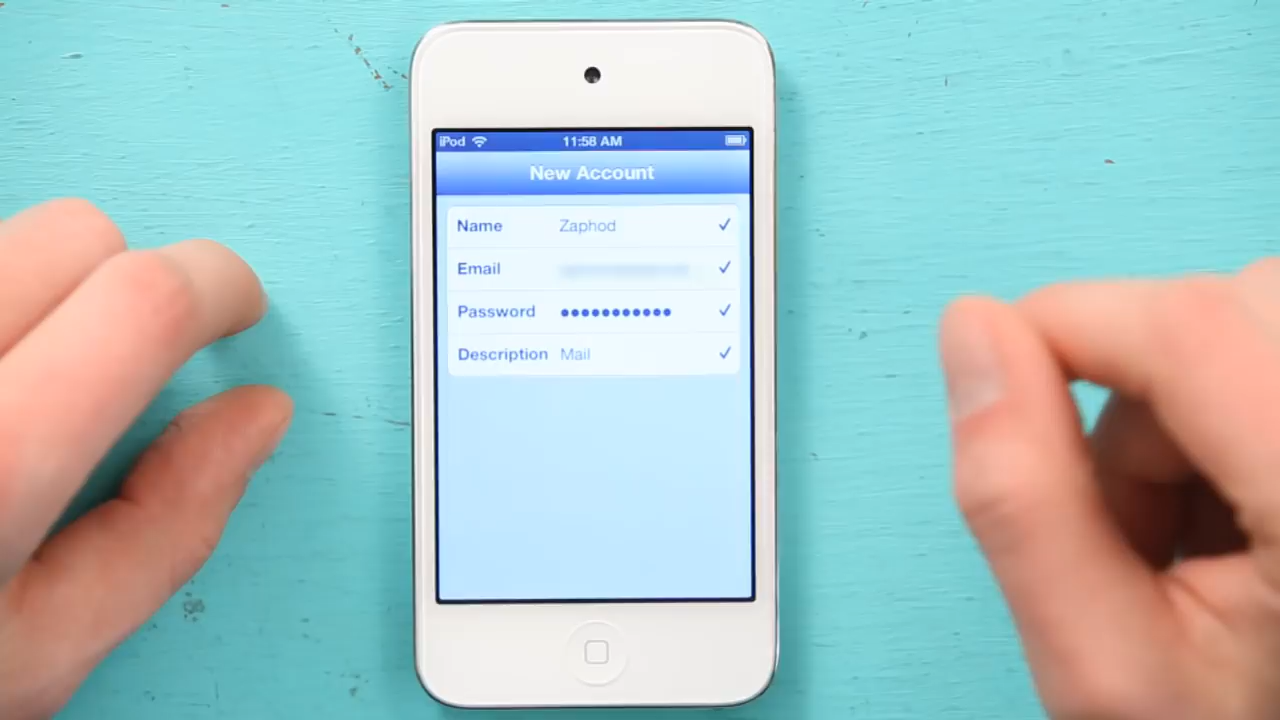 iPod 11:58 AM
New Account
Name Zaphod
Email
Password ●●●●●●●●●●●
Description Mail